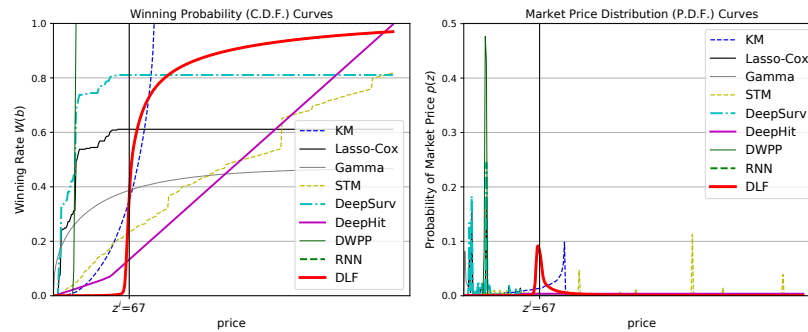 Winning Probability (C.D.F.) Curves
1.0
0.8
0.6
0.4
0.2
0.0
Winning Rate W(b)
KM
Lasso-Cox
Gamma
STM
DeepSurv
DeepHit
DWPP
RNN
DLF
z^i=67
price
Market Price Distribution (P.D.F.) Curves
0.5
0.4
0.3
0.2
0.1
0.0
Probability of Market Price p(z)
KM
Lasso-Cox
Gamma
STM
DeepSurv
DeepHit
DWPP
RNN
DLF
z^i=67
price